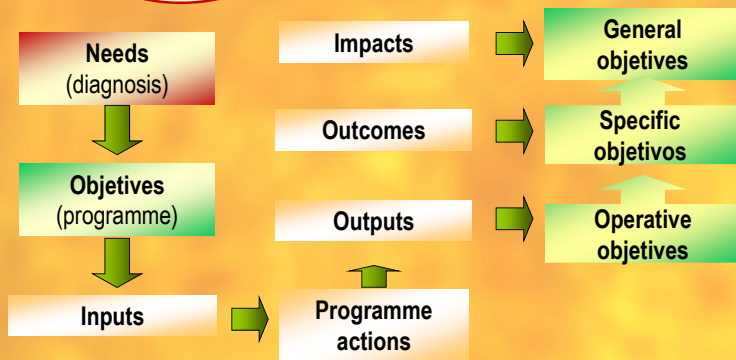 Needs
(diagnosis)
Objetives
(programme)
Inputs
Impacts
Outcomes
Outputs
Programme
actions
General
objetives
Specific
objetivos
Operative
objetives